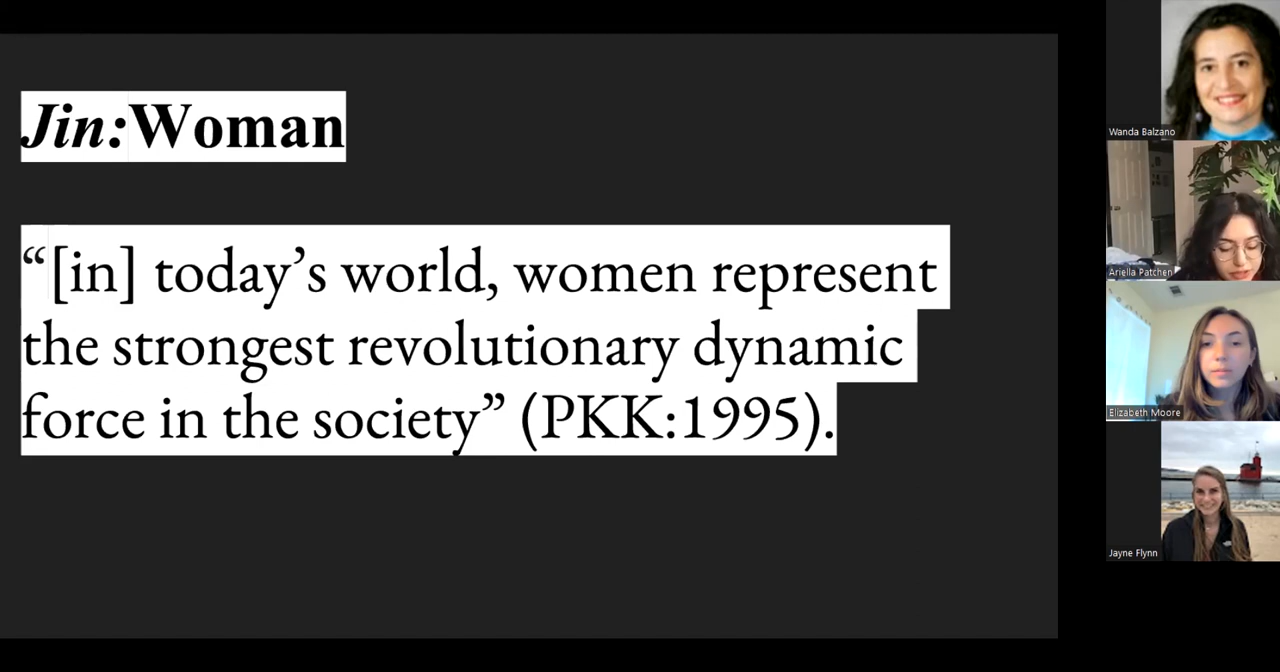 Jin:Woman
“[in] today’s world, women represent
the strongest revolutionary dynamic
force in the society” (PKK:1995).
Wanda Balzano
Ariella Patchen
Elizabeth Moore
Jayne Flynn